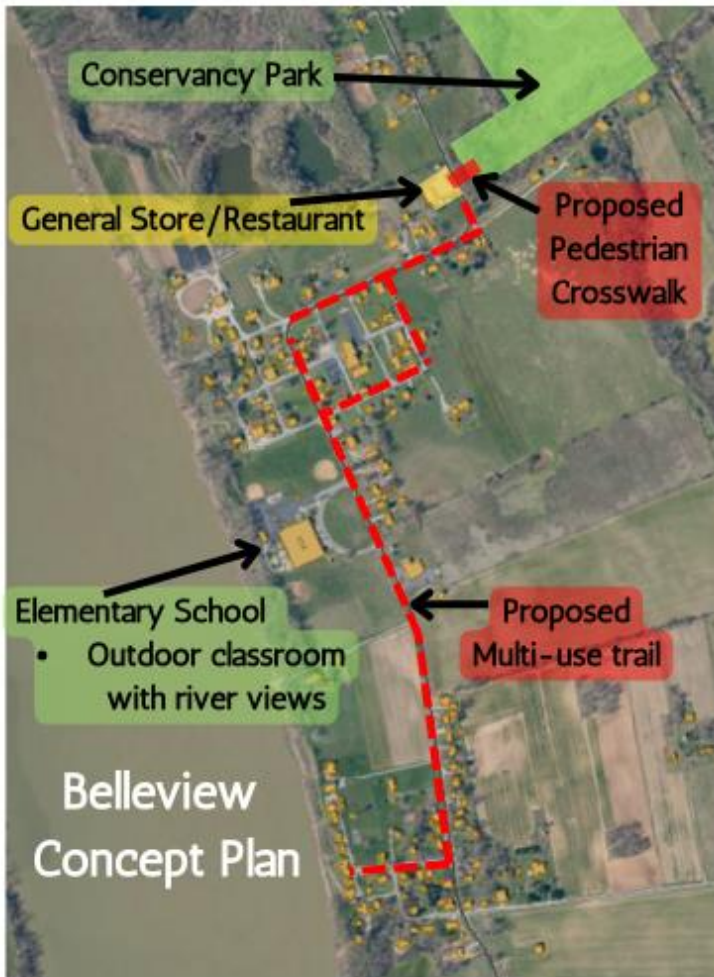 Conservancy Park
General Store/Restaurant
Proposed
Pedestrian
Crosswalk
Elementary School
• Outdoor classroom
with river views
Proposed
Multi-use trail
Belleview
Concept Plan